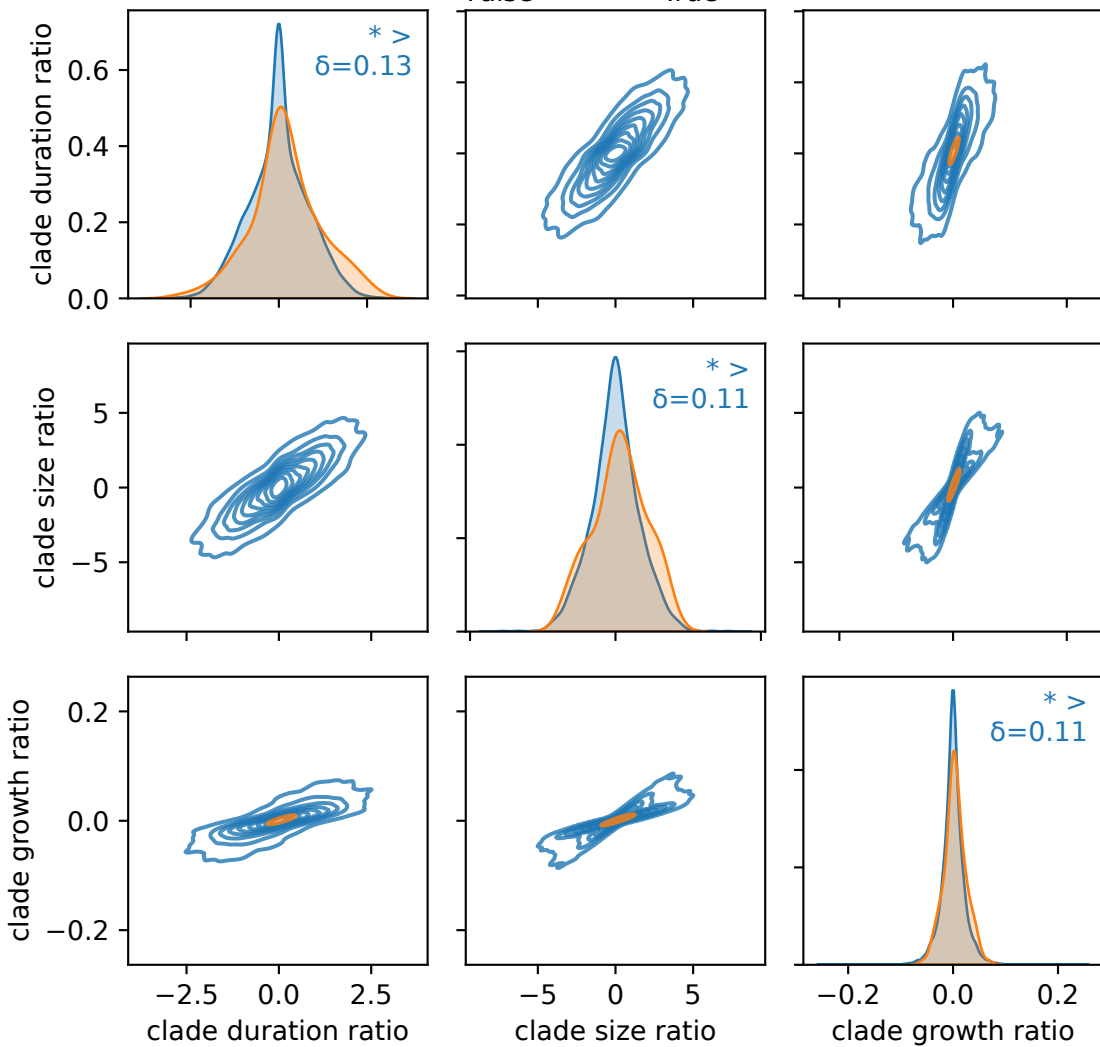 clade duration ratio
0.6
0.4
0.2
0.0
* >
δ=0.13
clade size ratio
5
0
−5
* >
δ=0.11
clade growth ratio
0.2
0.0
−0.2
* >
δ=0.11
−2.5 0.0 2.5
−5 0 5
−0.2 0.0 0.2
clade duration ratio
clade size ratio
clade growth ratio